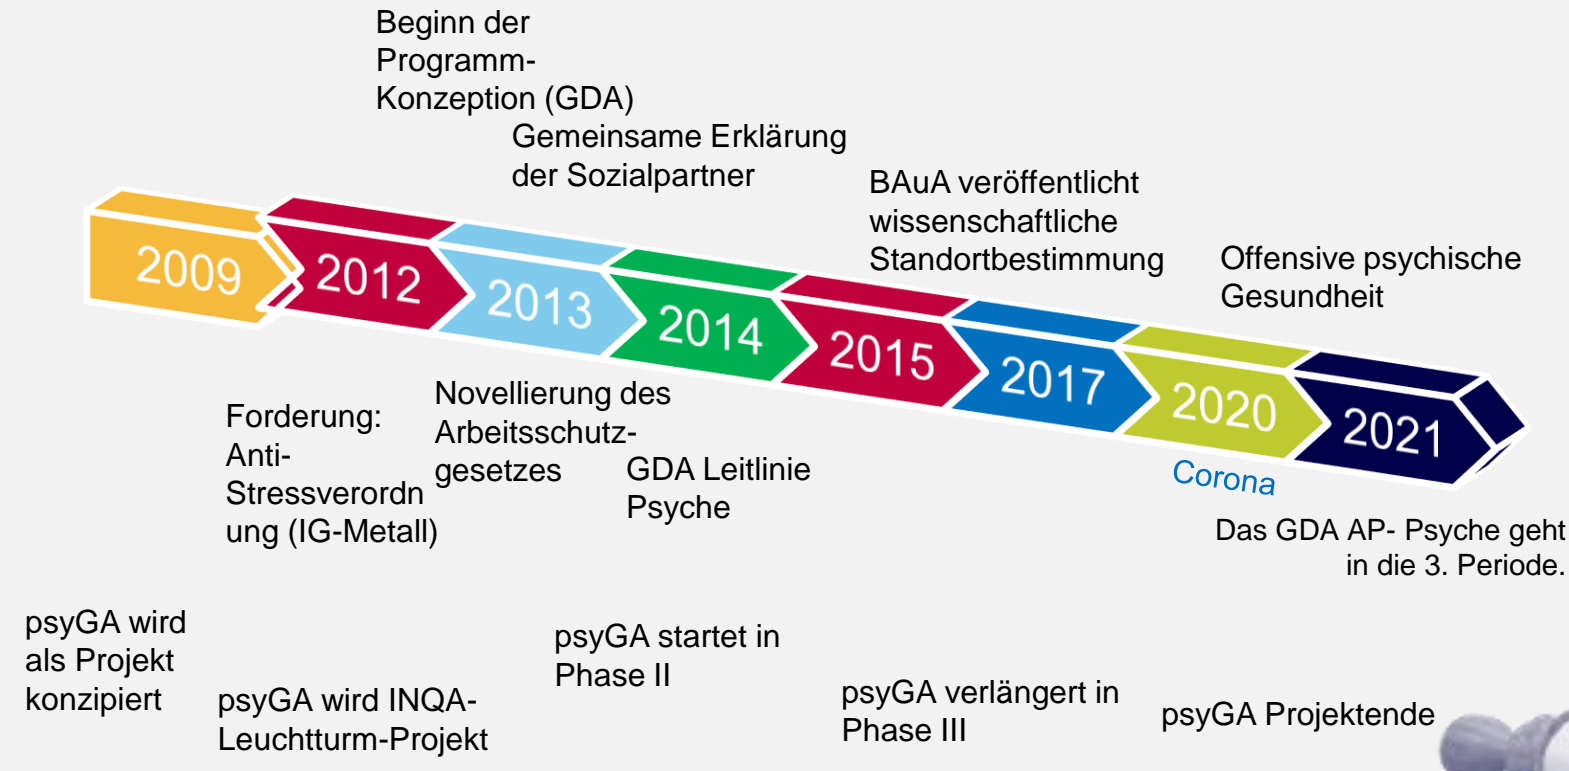 Beginn der
Programm-
Konzeption (GDA)
Gemeinsame Erklärung
der Sozialpartner
BAuA veröffentlicht
wissenschaftliche
Standortbestimmung
Offensive psychische
Gesundheit
2009
2012
2013
2014
2015
2017
2020
2021
Corona
Forderung:
Anti-
Stressverordn
ung (IG-Metall)
Novellierung des
Arbeitsschutz-
gesetzes
GDA Leitlinie
Psyche
Das GDA AP- Psyche geht
in die 3. Periode.
psyGA wird
als Projekt
konzipiert
psyGA wird INQA-
Leuchtturm-Projekt
psyGA startet in
Phase II
psyGA verlängert in
Phase III
psyGA Projektende